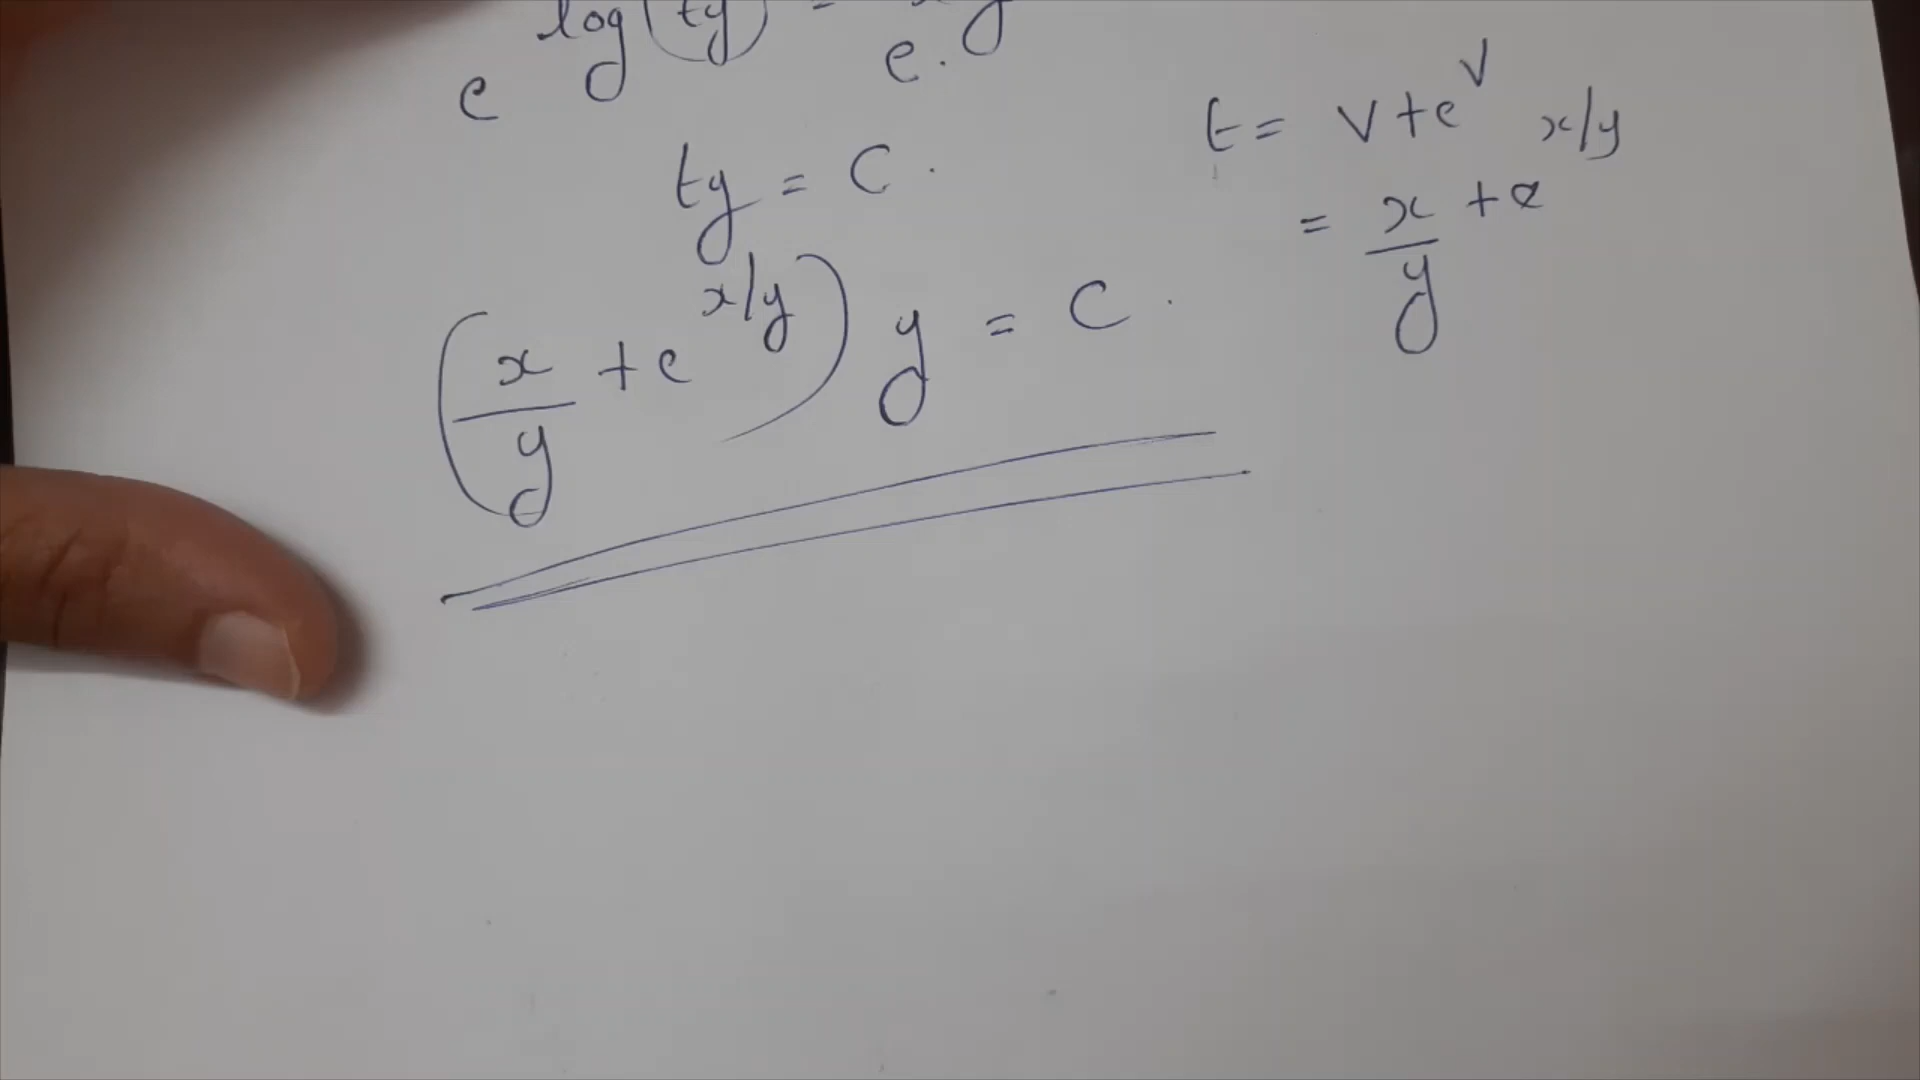 e^log(ty) = e.
ty = C.
(x/y + e^x/y) y = C.
t = v + e^v
= x/y + e^x/y